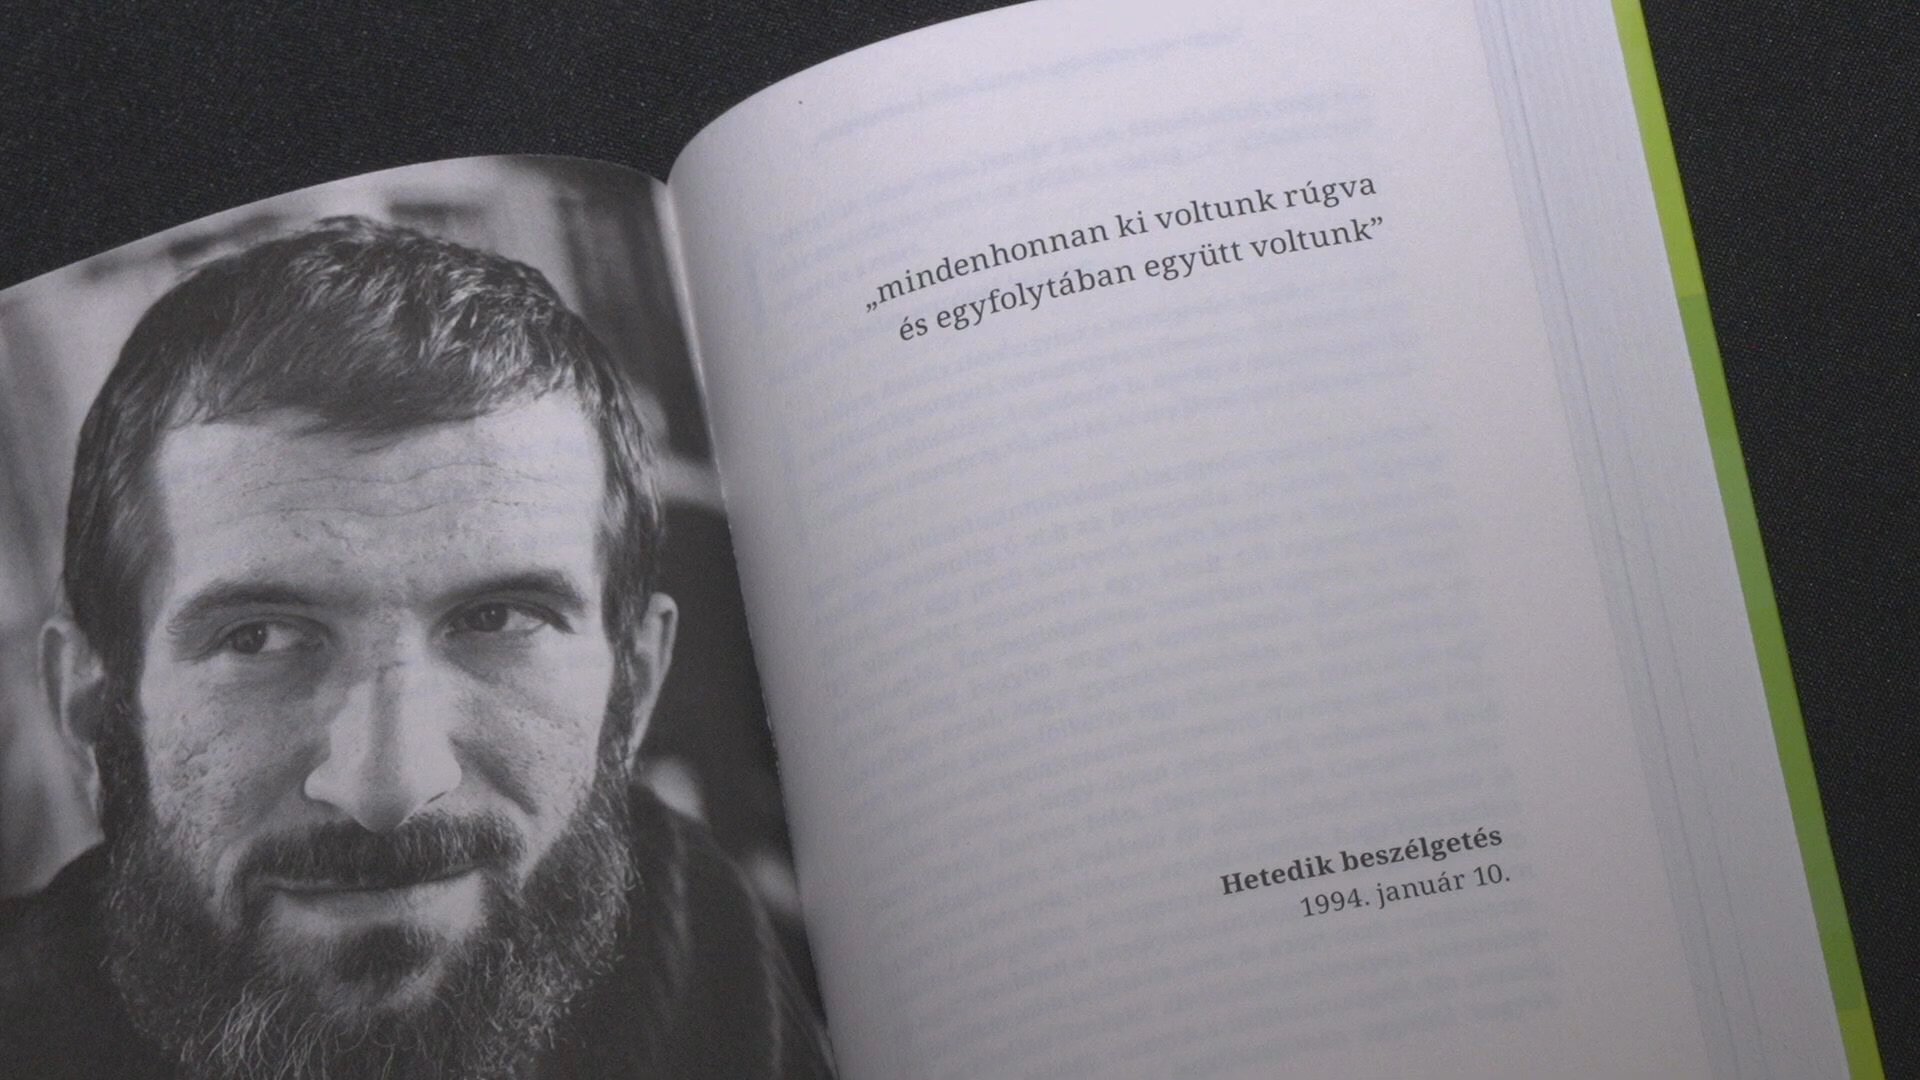 „mindenhonnan ki voltunk rúgva
és egyfolytában együtt voltunk”
Hetedik beszélgetés
1994. január 10.